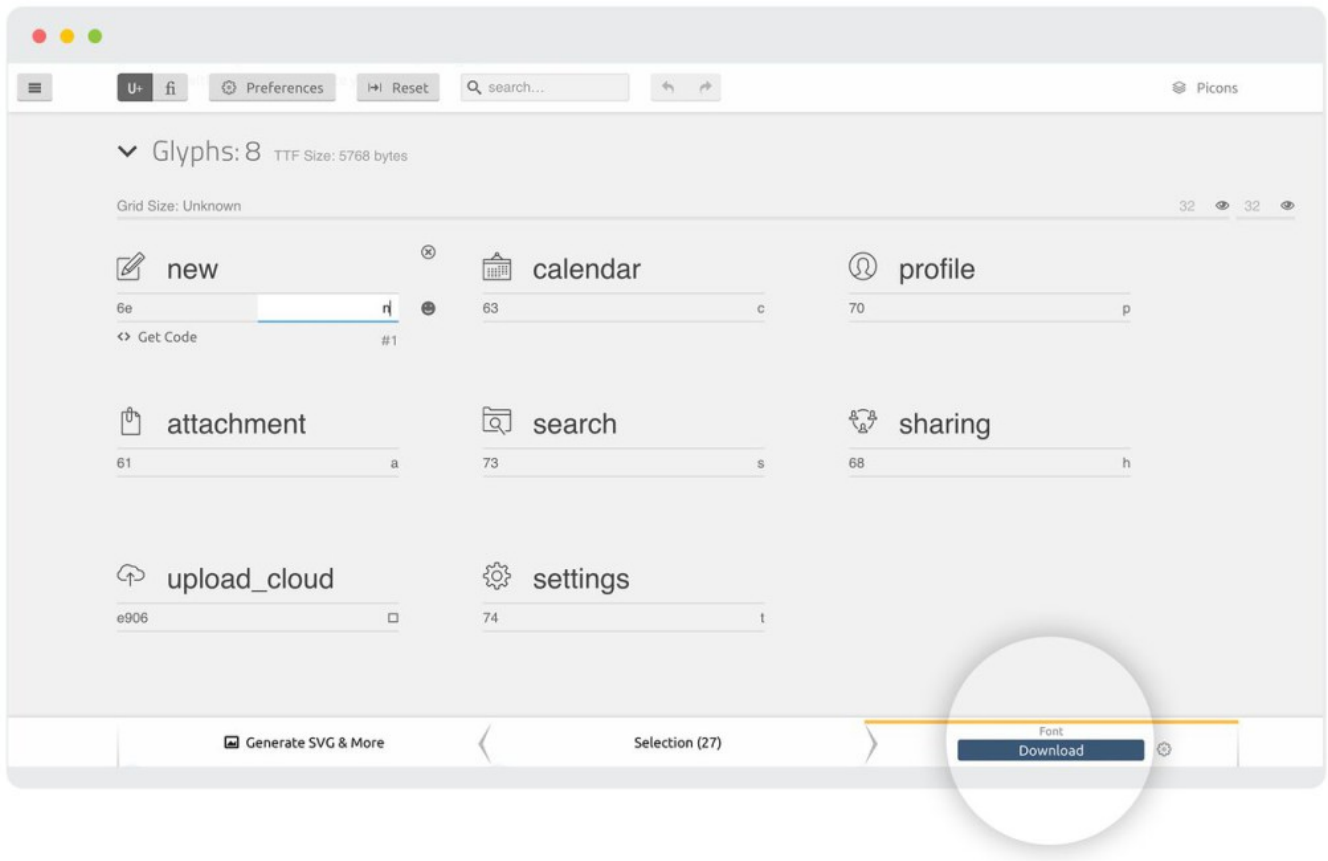 U+ fi Preferences Reset search... Picons
Glyphs: 8 TTF Size: 5768 bytes
Grid Size: Unknown 32 32
new calendar profile
6e n 63 c 70 p
<> Get Code #1
attachment search sharing
61 a 73 s 68 h
upload_cloud settings
e906 74 t
Font
Generate SVG & More Selection (27) Download